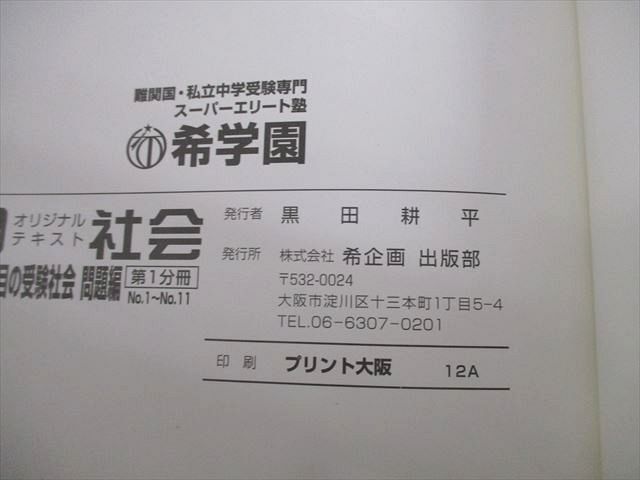 難関国・私立中学受験専門
スーパーエリート塾
希学園
オリジナル
テキスト
社会
目の受験社会 問題編 第1分冊
No.1〜No.11
発行者 黒田耕平
発行所 株式会社 希企画 出版部
〒532-0024
大阪市淀川区十三本町1丁目5-4
TEL.06-6307-0201
印刷 プリント大阪 12A